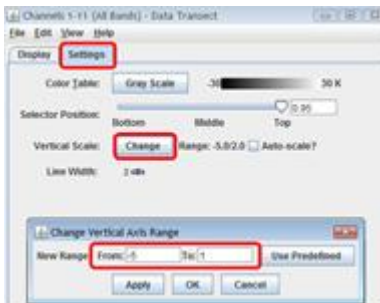 Channels 1-11 (All Bands) - Data Transect
File Edit View Help
Display Settings
Color Table: Gray Scale -30 30 K
0.95
Selector Position: Bottom Middle Top
Vertical Scale: Change Range: -5.0/2.0 Auto-scale?
Line Width: 2
Change Vertical Axis Range
New Range From: -5 To: 1 Use Predefined
Apply OK Cancel